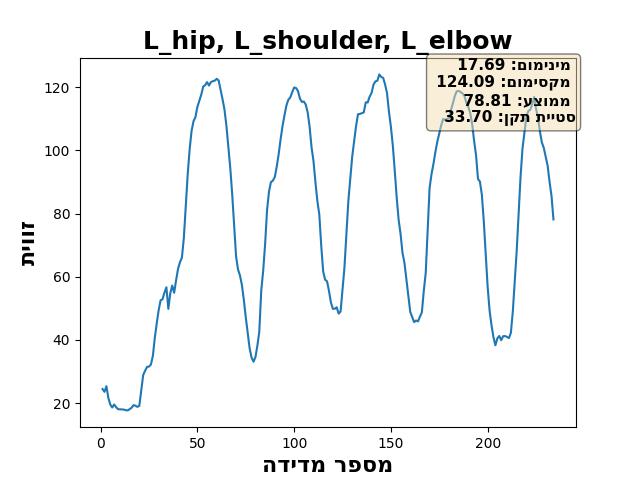 L_hip, L_shoulder, L_elbow
מינימום: 17.69
מקסימום: 124.09
ממוצע: 78.81
סטיית תקן: 33.70
זווית
120
100
80
60
40
20
0 50 100 150 200
מספר מדידה